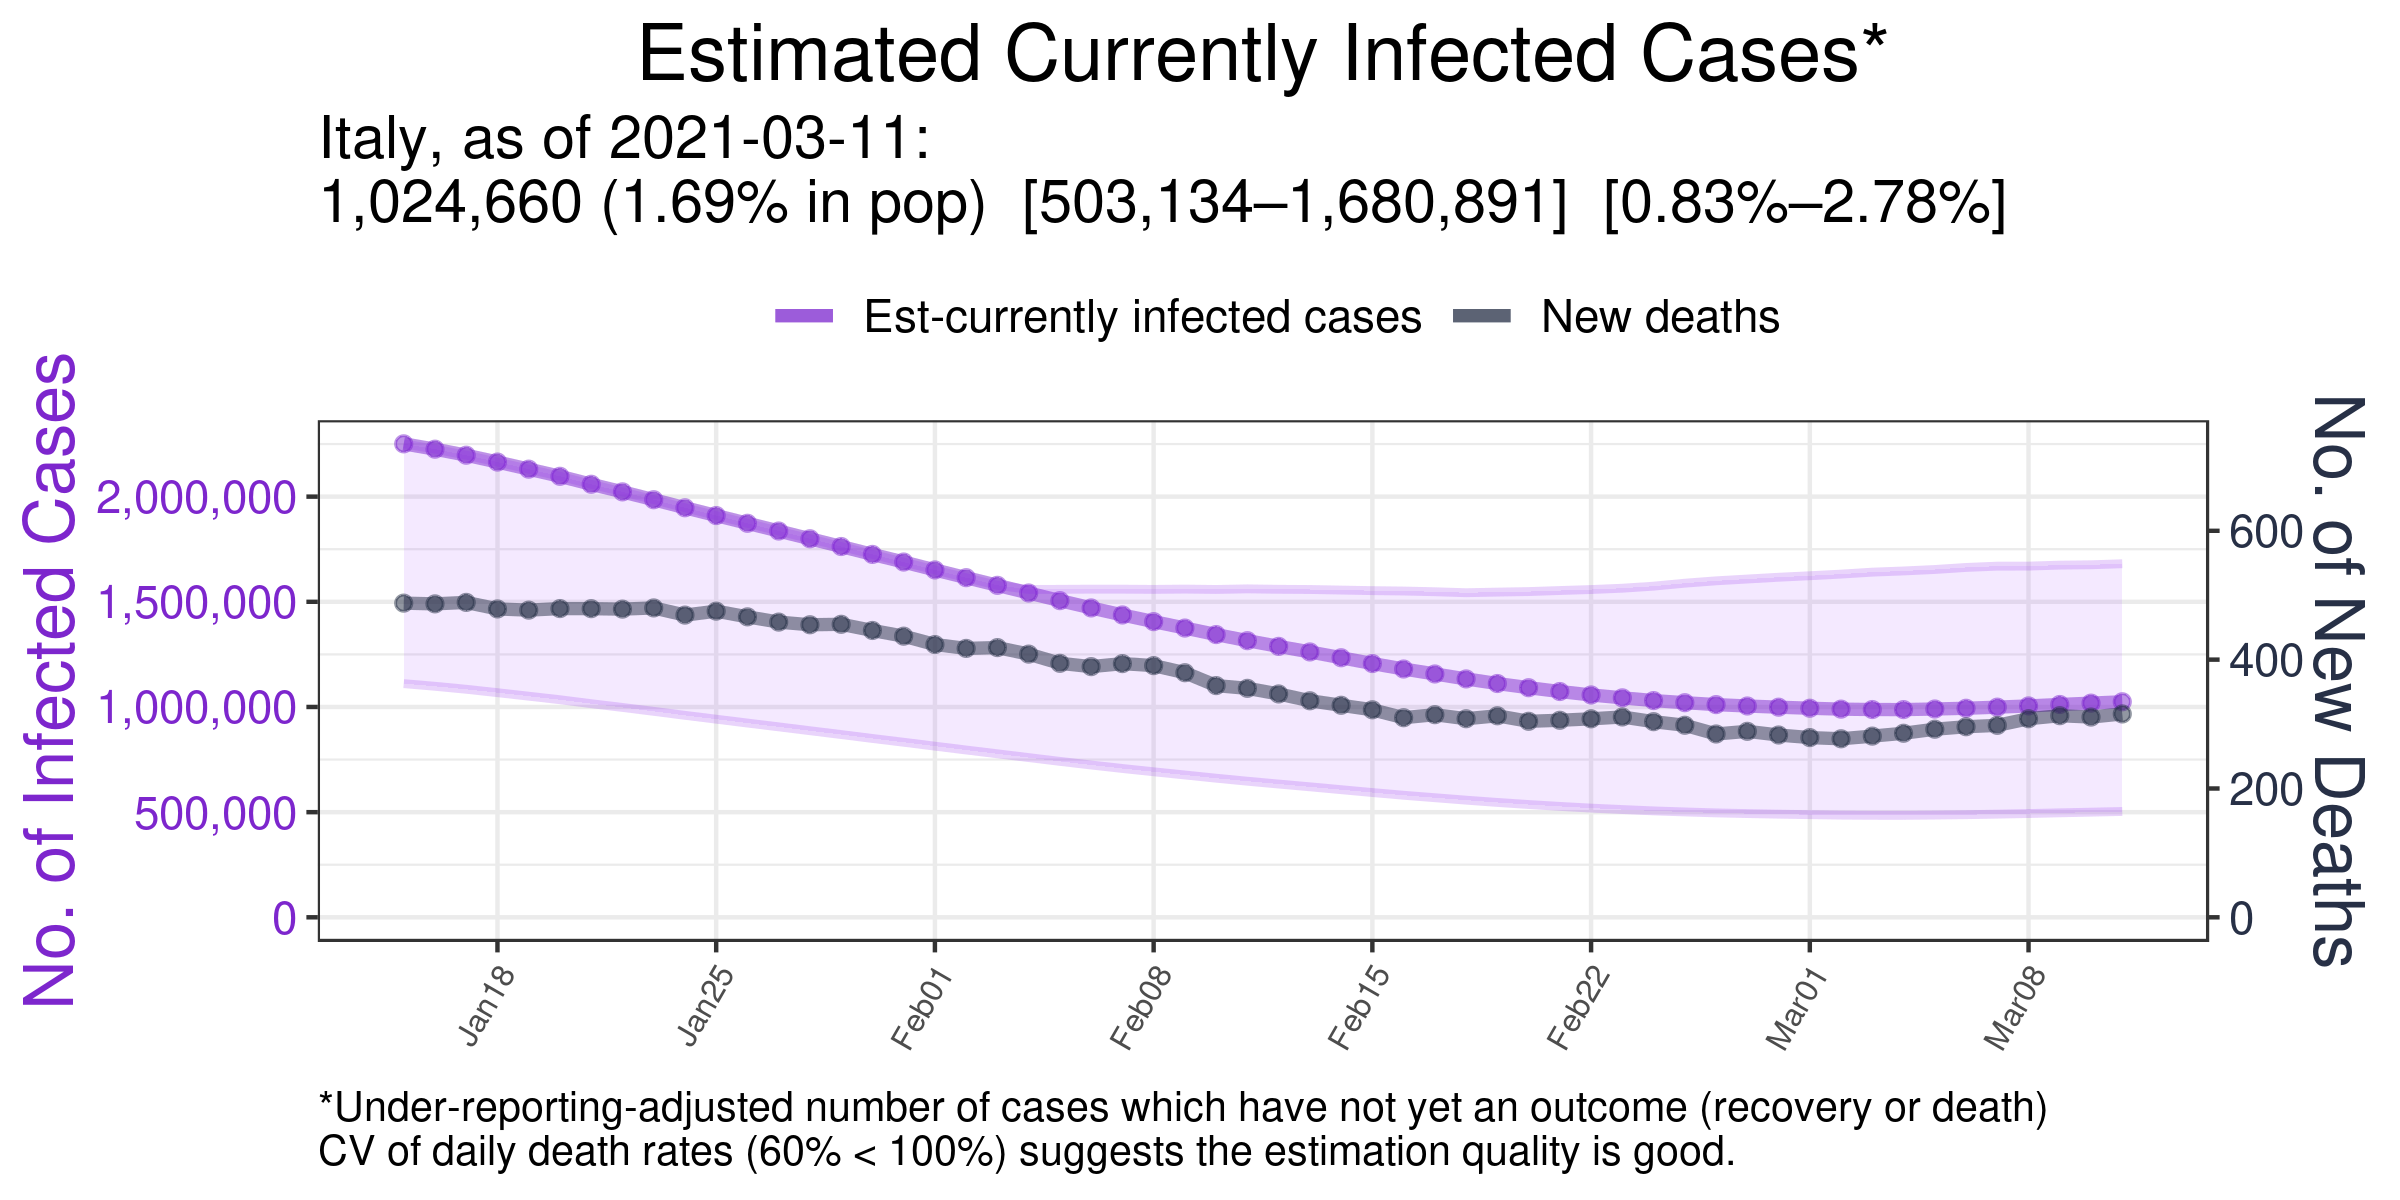 Estimated Currently Infected Cases*
Italy, as of 2021-03-11:
1,024,660 (1.69% in pop)  [503,134–1,680,891]  [0.83%–2.78%]
Est-currently infected cases
New deaths
No. of Infected Cases
2,000,000
1,500,000
1,000,000
500,000
0
No. of New Deaths
600
400
200
0
Jan18
Jan25
Feb01
Feb08
Feb15
Feb22
Mar01
Mar08
*Under-reporting-adjusted number of cases which have not yet an outcome (recovery or death)
CV of daily death rates (60% < 100%) suggests the estimation quality is good.